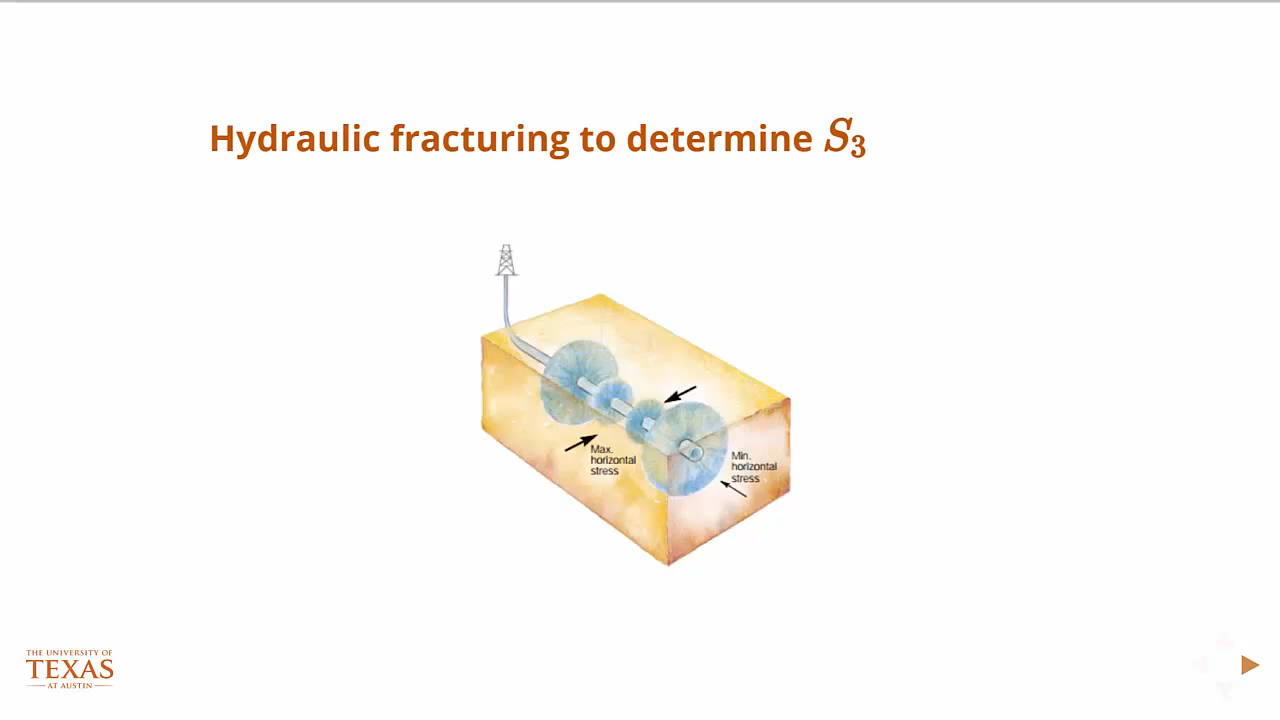 Hydraulic fracturing to determine S₃
Max.
horizontal
stress
Min.
horizontal
stress
THE UNIVERSITY OF
TEXAS
AT AUSTIN